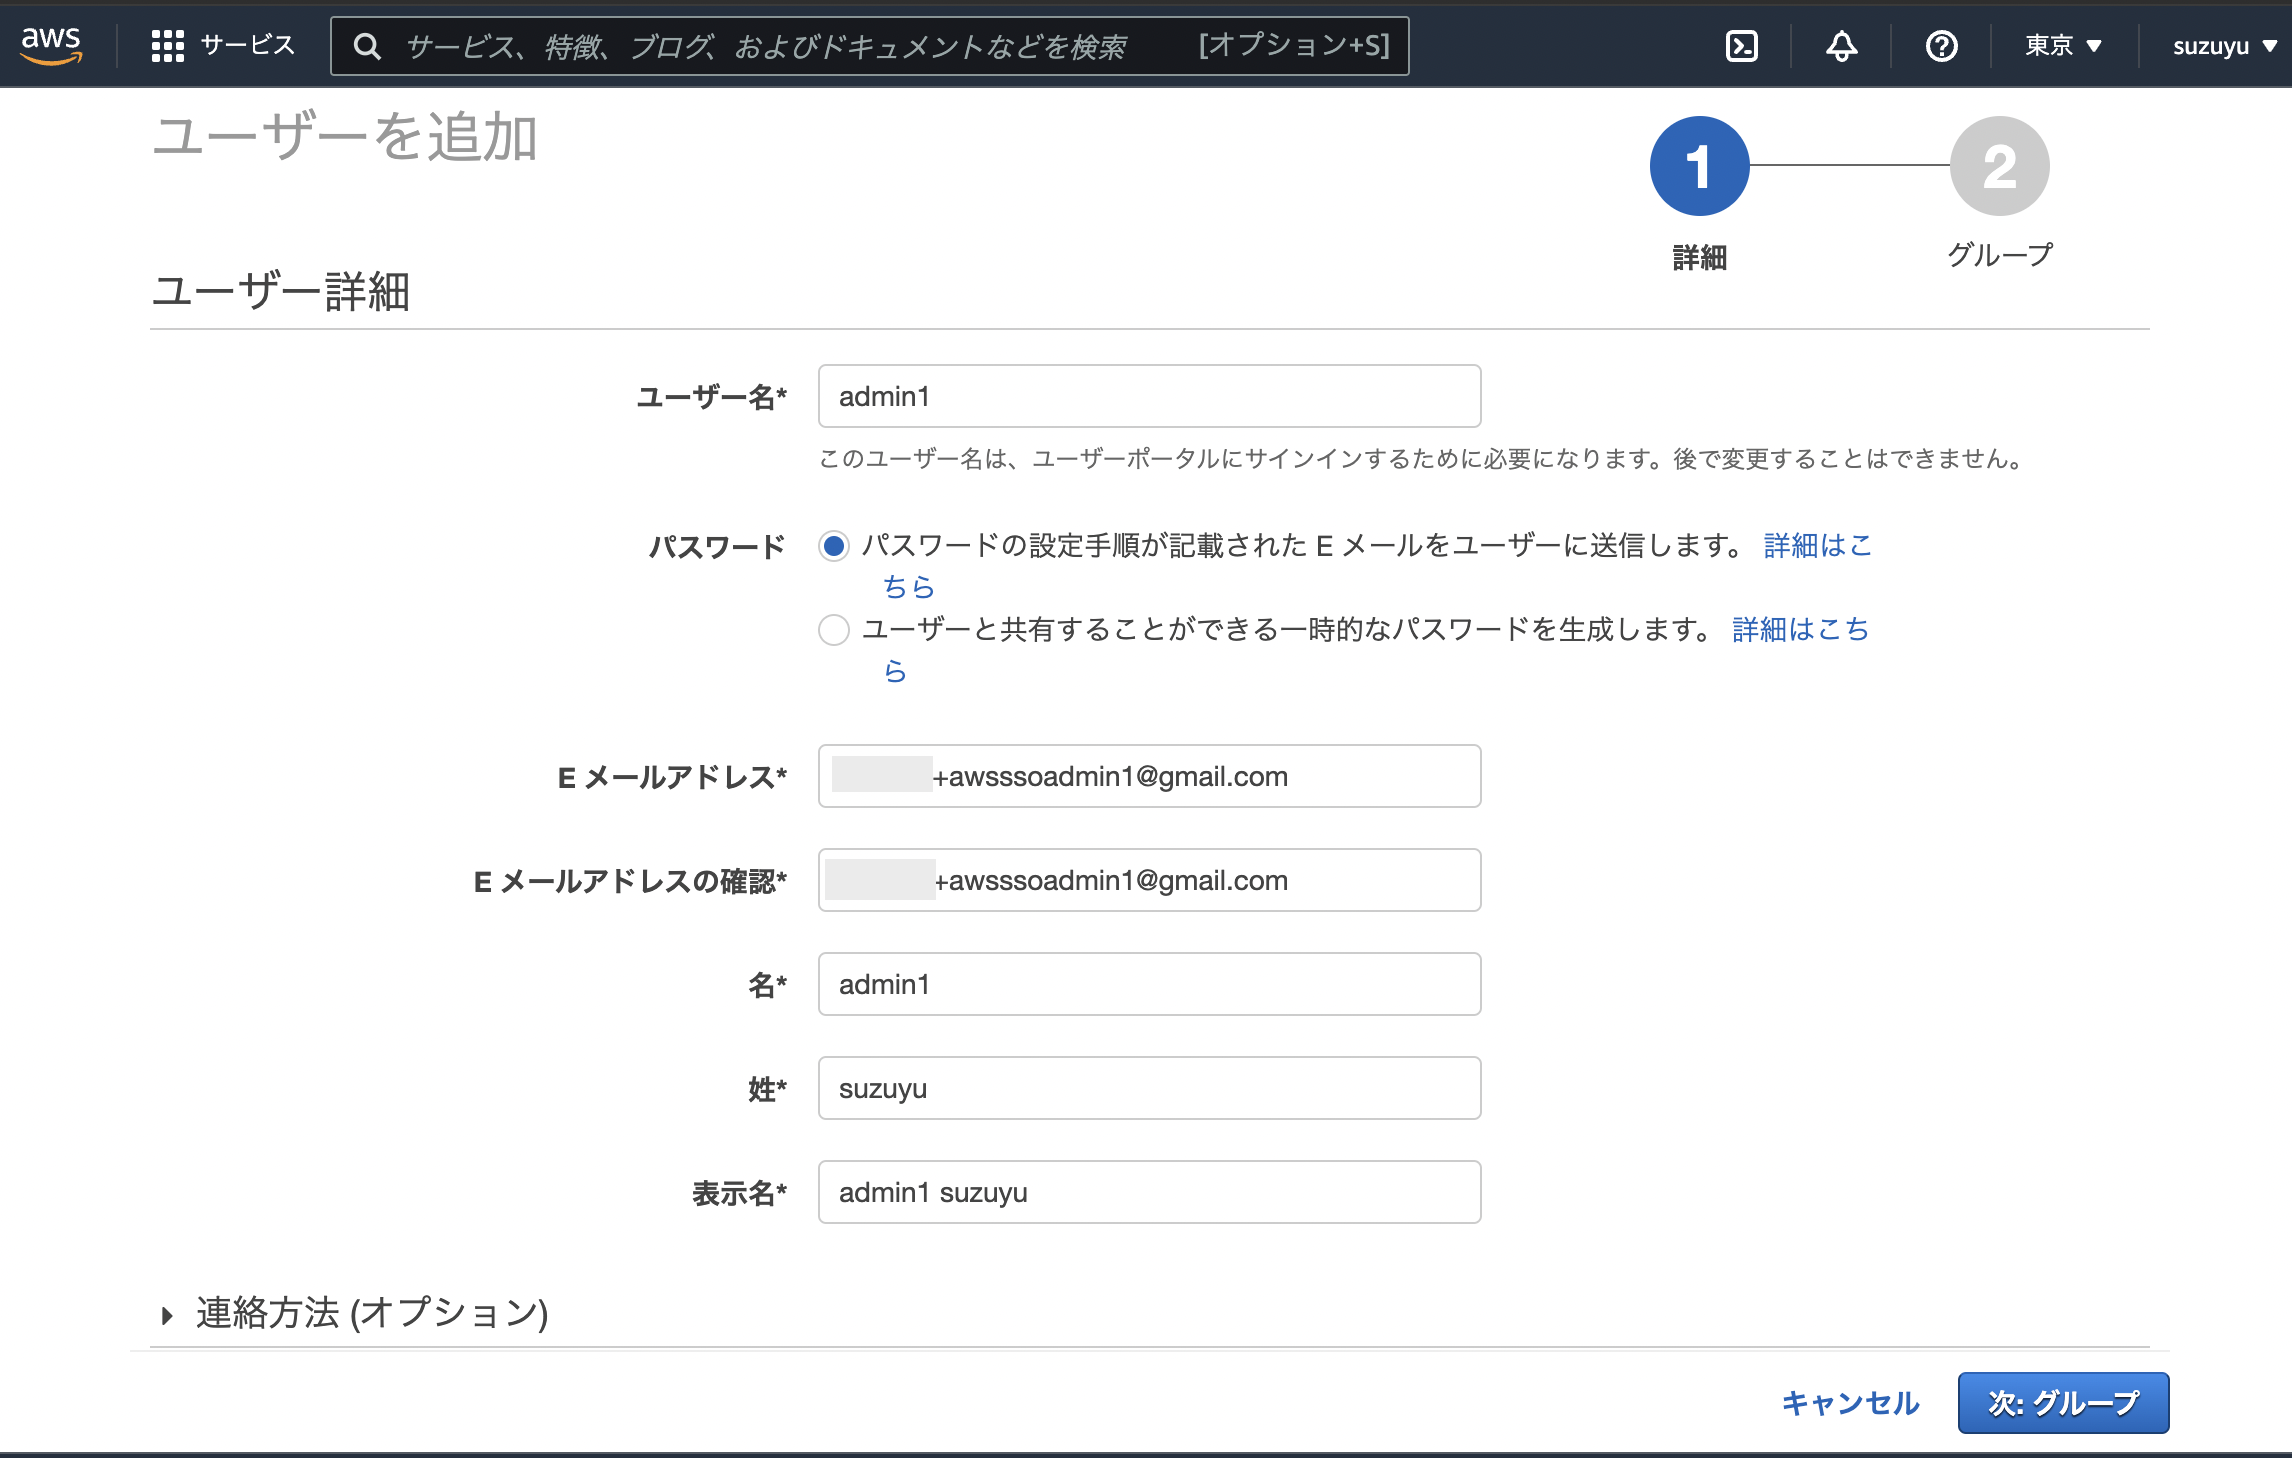 aws サービス サービス、特徴、ブログ、およびドキュメントなどを検索 [オプション+S] 東京 suzuyu
ユーザーを追加
1 2
詳細 グループ
ユーザー詳細
ユーザー名* admin1
このユーザー名は、ユーザーポータルにサインインするために必要になります。後で変更することはできません。
パスワード パスワードの設定手順が記載された E メールをユーザーに送信します。 詳細はこ
ちら
ユーザーと共有することができる一時的なパスワードを生成します。 詳細はこち
ら
E メールアドレス* +awsssoadmin1@gmail.com
E メールアドレスの確認* +awsssoadmin1@gmail.com
名* admin1
姓* suzuyu
表示名* admin1 suzuyu
連絡方法 (オプション)
キャンセル 次: グループ